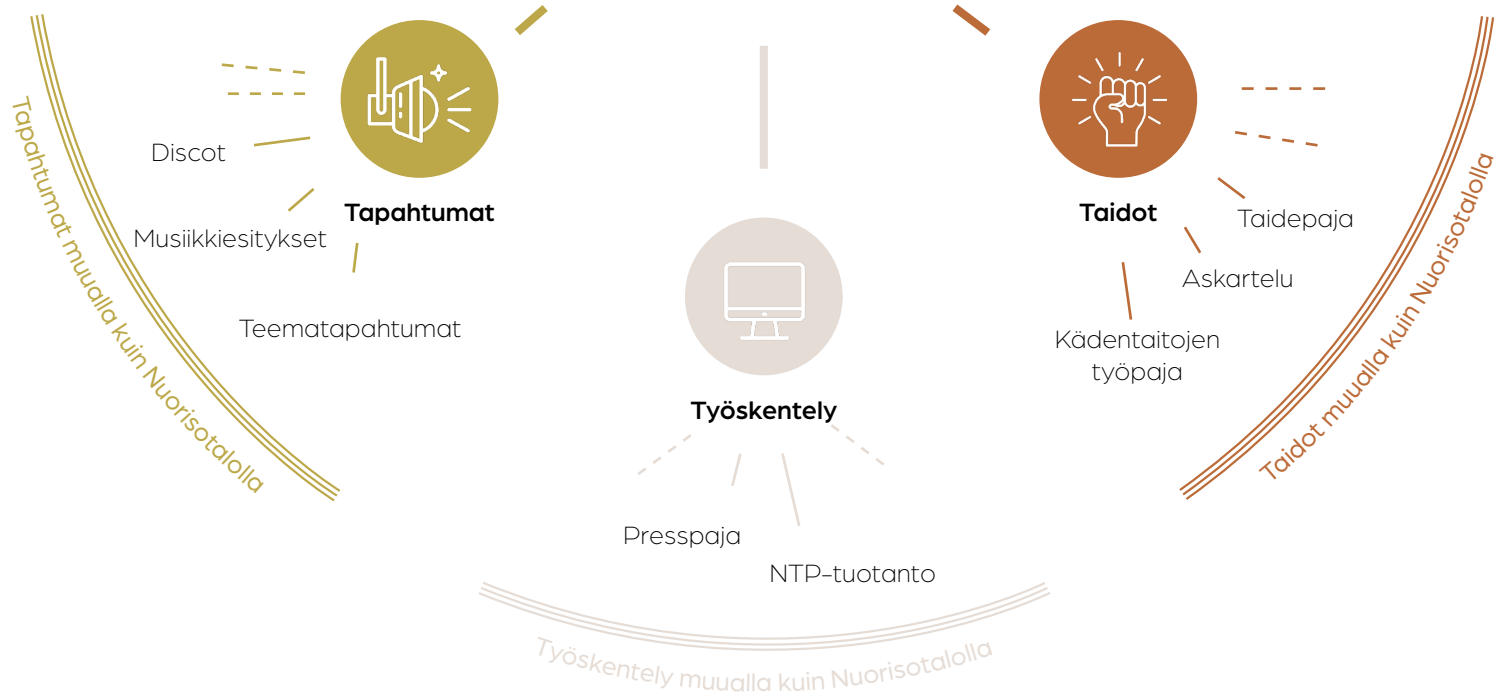 Tapahtumat muualla kuin Nuorisotalolla
Discot
Musiikkiesitykset
Teematapahtumat
Tapahtumat
Työskentely
Presspaja
NTP-tuotanto
Työskentely muualla kuin Nuorisotalolla
Taidot
Taidepaja
Askartelu
Kädentaitojen
työpaja
Taidot muualla kuin Nuorisotalolla